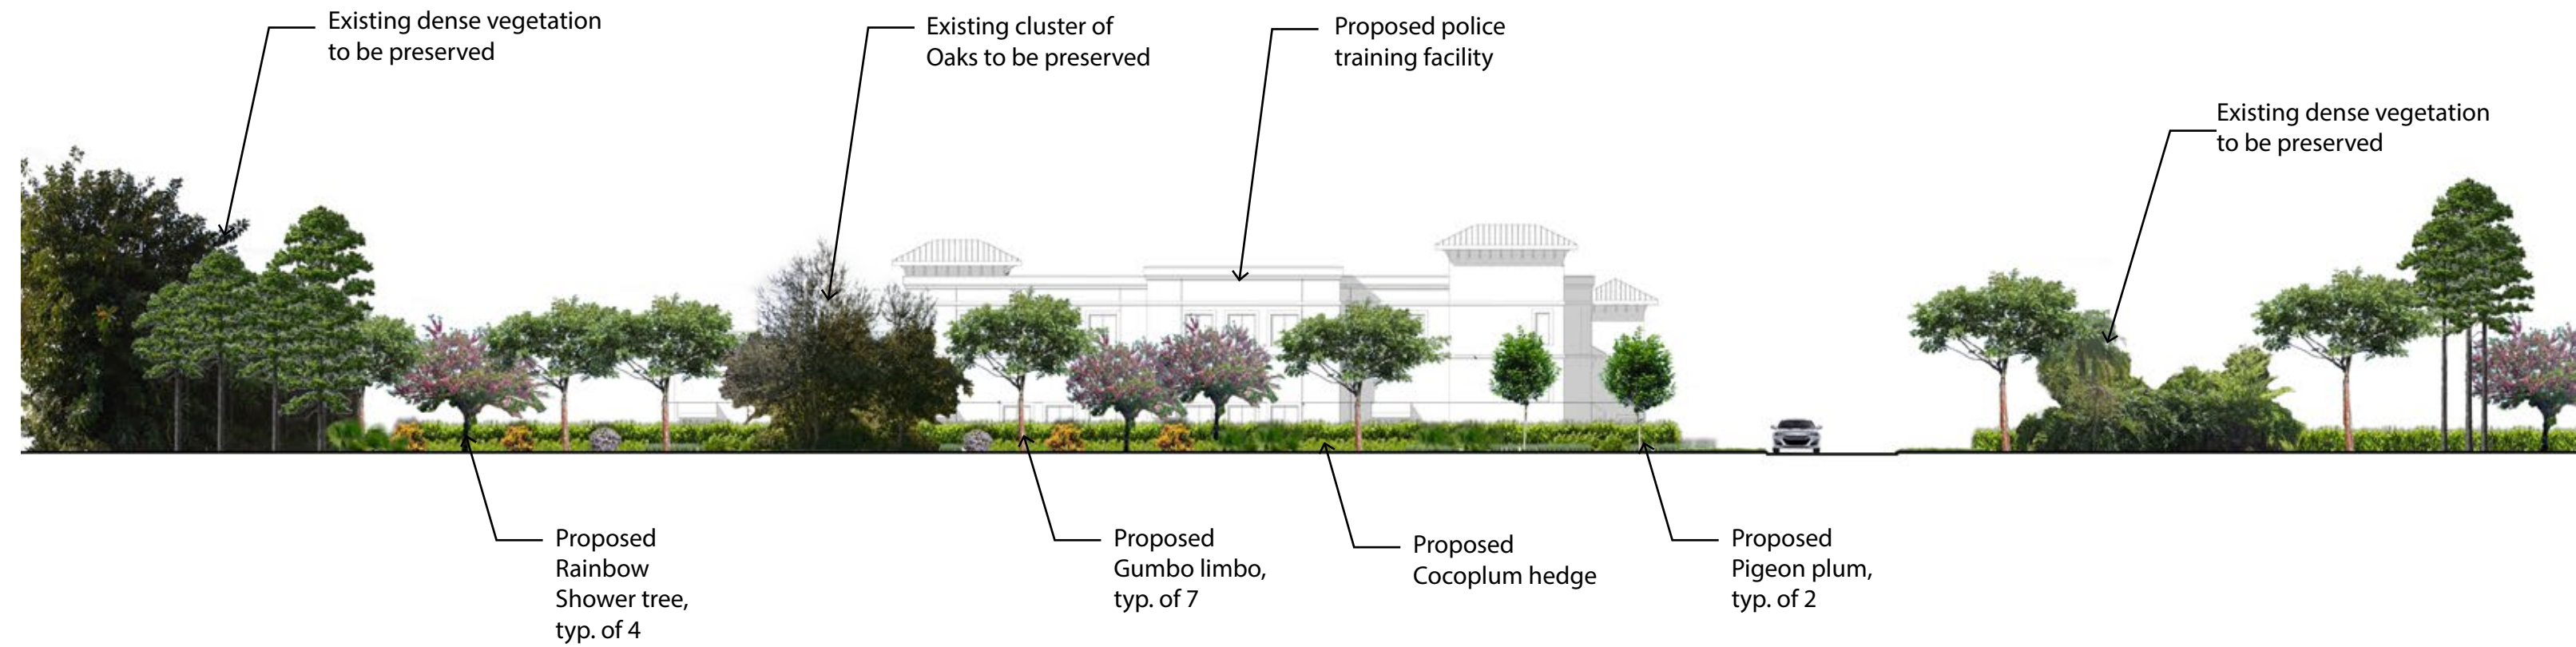 Existing dense vegetation
to be preserved
Existing cluster of
Oaks to be preserved
Proposed police
training facility
Existing dense vegetation
to be preserved
Proposed
Rainbow
Shower tree,
typ. of 4
Proposed
Gumbo limbo,
typ. of 7
Proposed
Cocoplum hedge
Proposed
Pigeon plum,
typ. of 2